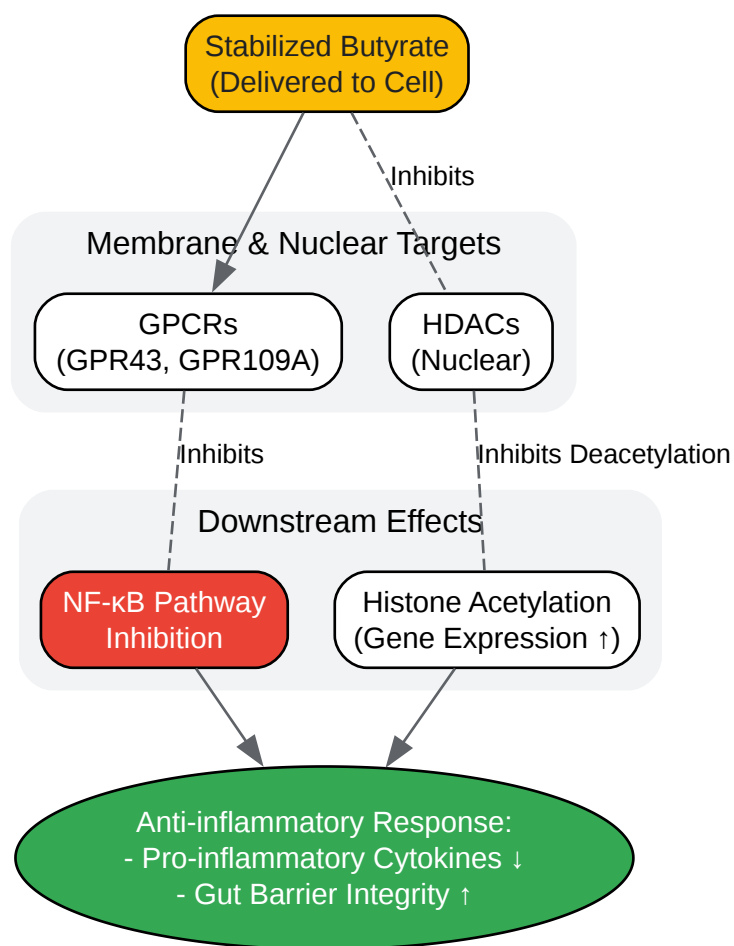 Stabilized Butyrate
(Delivered to Cell)
Inhibits
Membrane & Nuclear Targets
GPCRs
(GPR43, GPR109A)
HDACs
(Nuclear)
Inhibits
Inhibits Deacetylation
Downstream Effects
NF-κB Pathway
Inhibition
Histone Acetylation
(Gene Expression ↑)
Anti-inflammatory Response:
- Pro-inflammatory Cytokines ↓
- Gut Barrier Integrity ↑